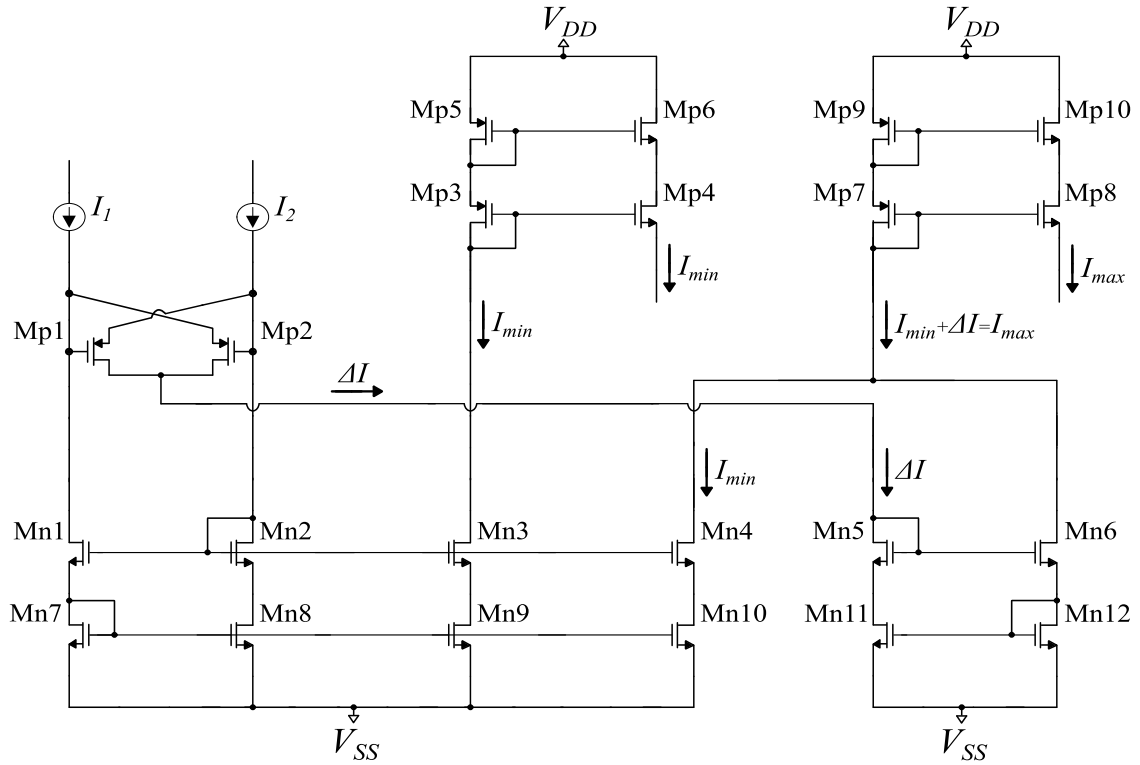 V_DD V_DD
Mp5 Mp6 Mp9 Mp10
Mp3 Mp4 Mp7 Mp8
I_1 I_2
I_min I_max
Mp1 Mp2 I_min I_min+ΔI=I_max
ΔI
I_min ΔI
Mn1 Mn2 Mn3 Mn4 Mn5 Mn6
Mn7 Mn8 Mn9 Mn10 Mn11 Mn12
V_SS V_SS